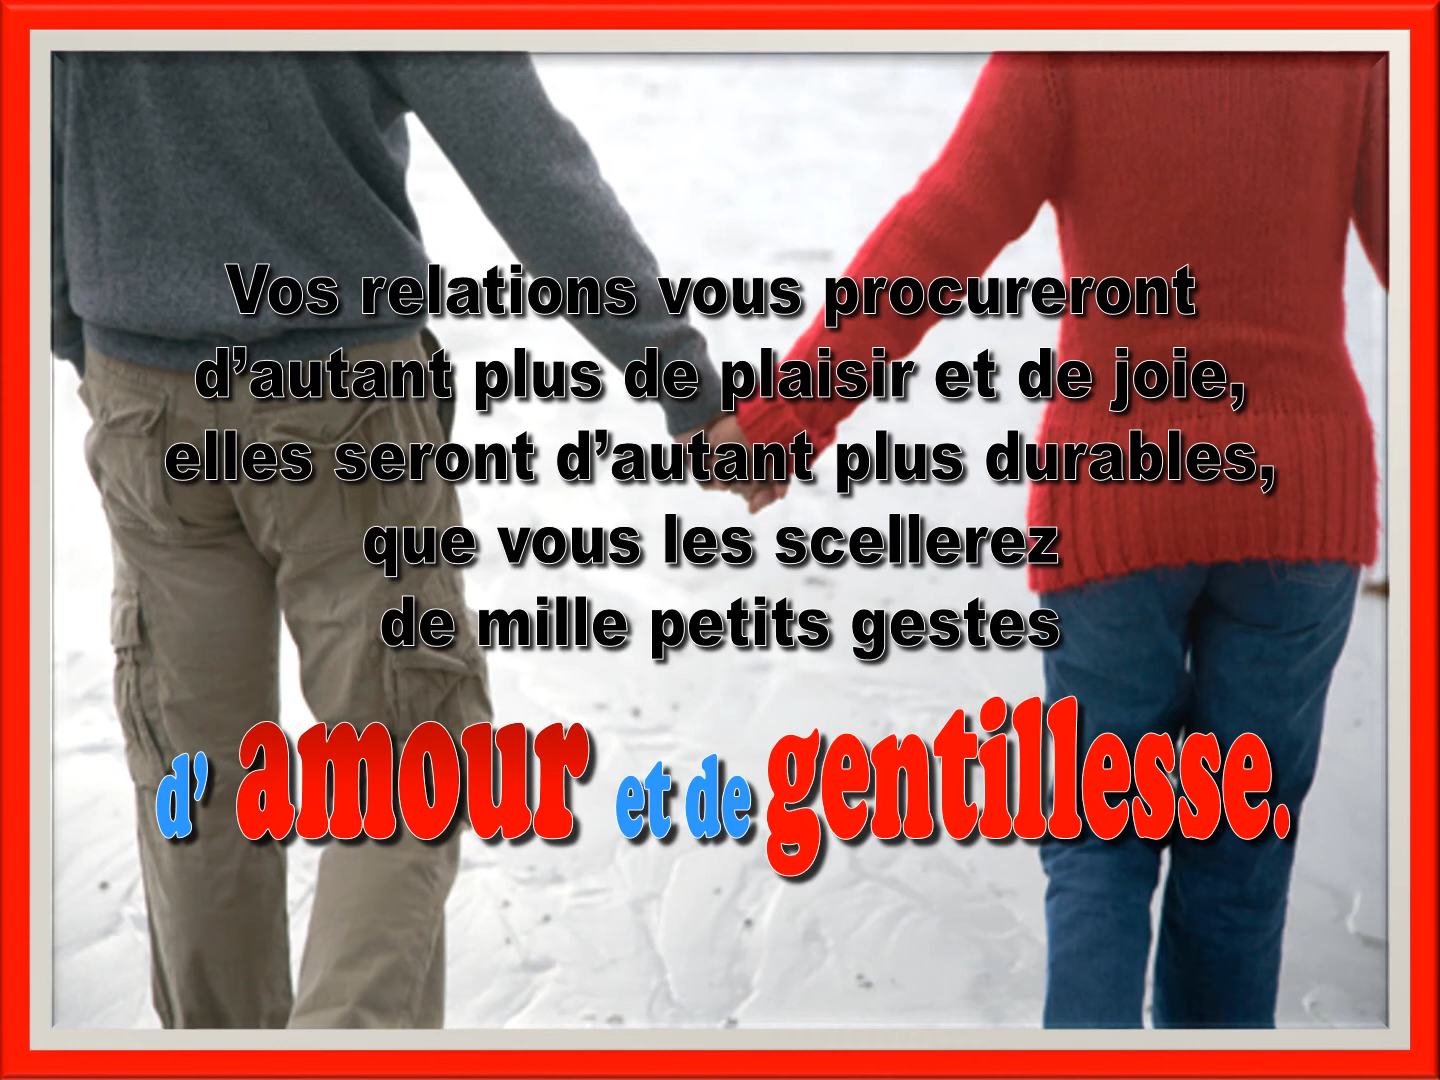 Vos relations vous procureront
d’autant plus de plaisir et de joie,
elles seront d’autant plus durables,
que vous les scellerez
de mille petits gestes
d’ amour et de gentillesse.